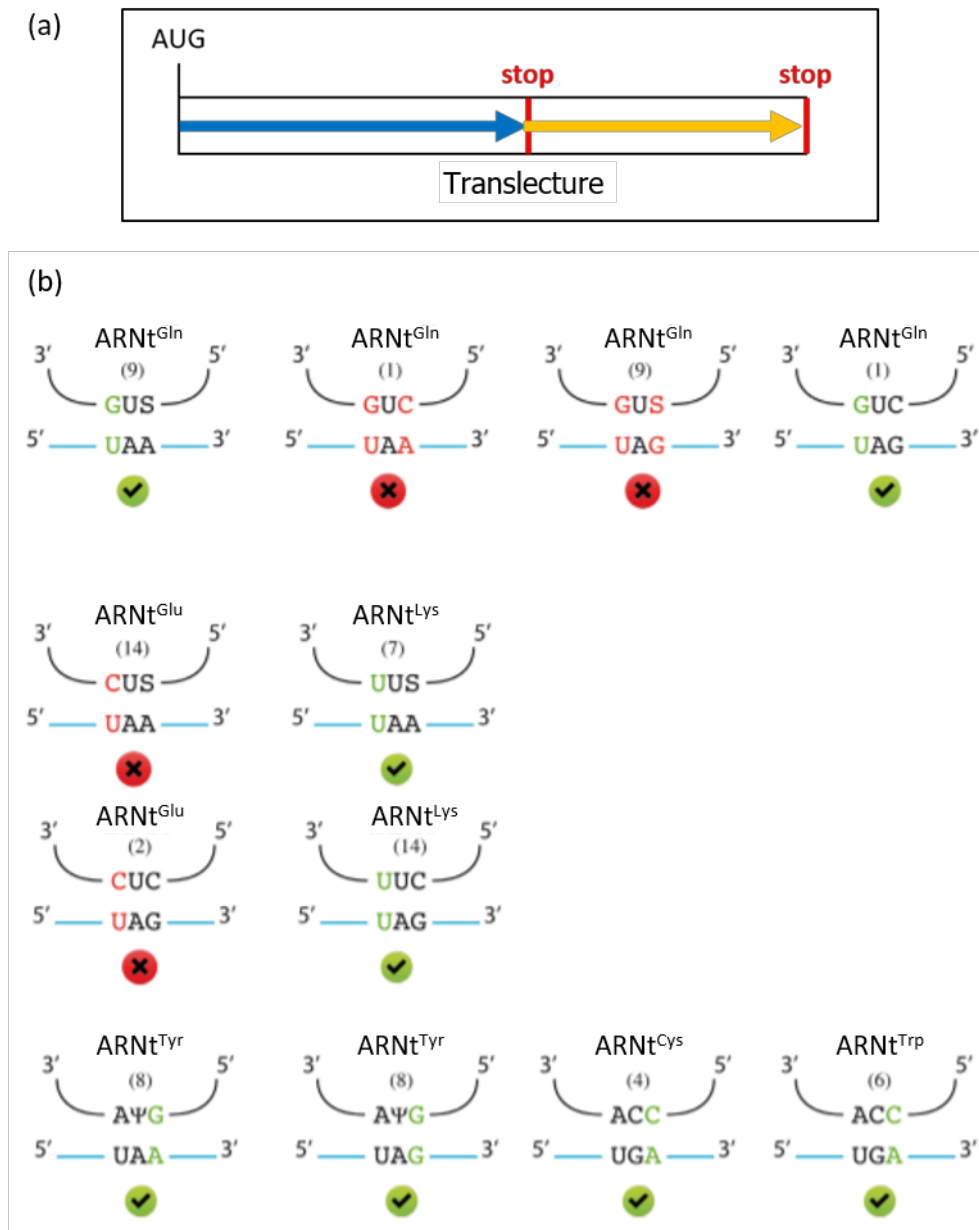 (a)
AUG
stop stop
Translecture
(b)
ARNtGln ARNtGln ARNtGln ARNtGln
3′ (9) 5′ 3′ (1) 5′ 3′ (9) 5′ 3′ (1) 5′
GUS GUC GUS GUC
5′ UAA 3′ 5′ UAA 3′ 5′ UAG 3′ 5′ UAG 3′
ARNtGlu ARNtLys
3′ (14) 5′ 3′ (7) 5′
CUS UUS
5′ UAA 3′ 5′ UAA 3′
ARNtGlu ARNtLys
3′ (2) 5′ 3′ (14) 5′
CUC UUC
5′ UAG 3′ 5′ UAG 3′
ARNtTyr ARNtTyr ARNtCys ARNtTrp
3′ (8) 5′ 3′ (8) 5′ 3′ (4) 5′ 3′ (6) 5′
AΨG AΨG ACC ACC
5′ UAA 3′ 5′ UAG 3′ 5′ UGA 3′ 5′ UGA 3′